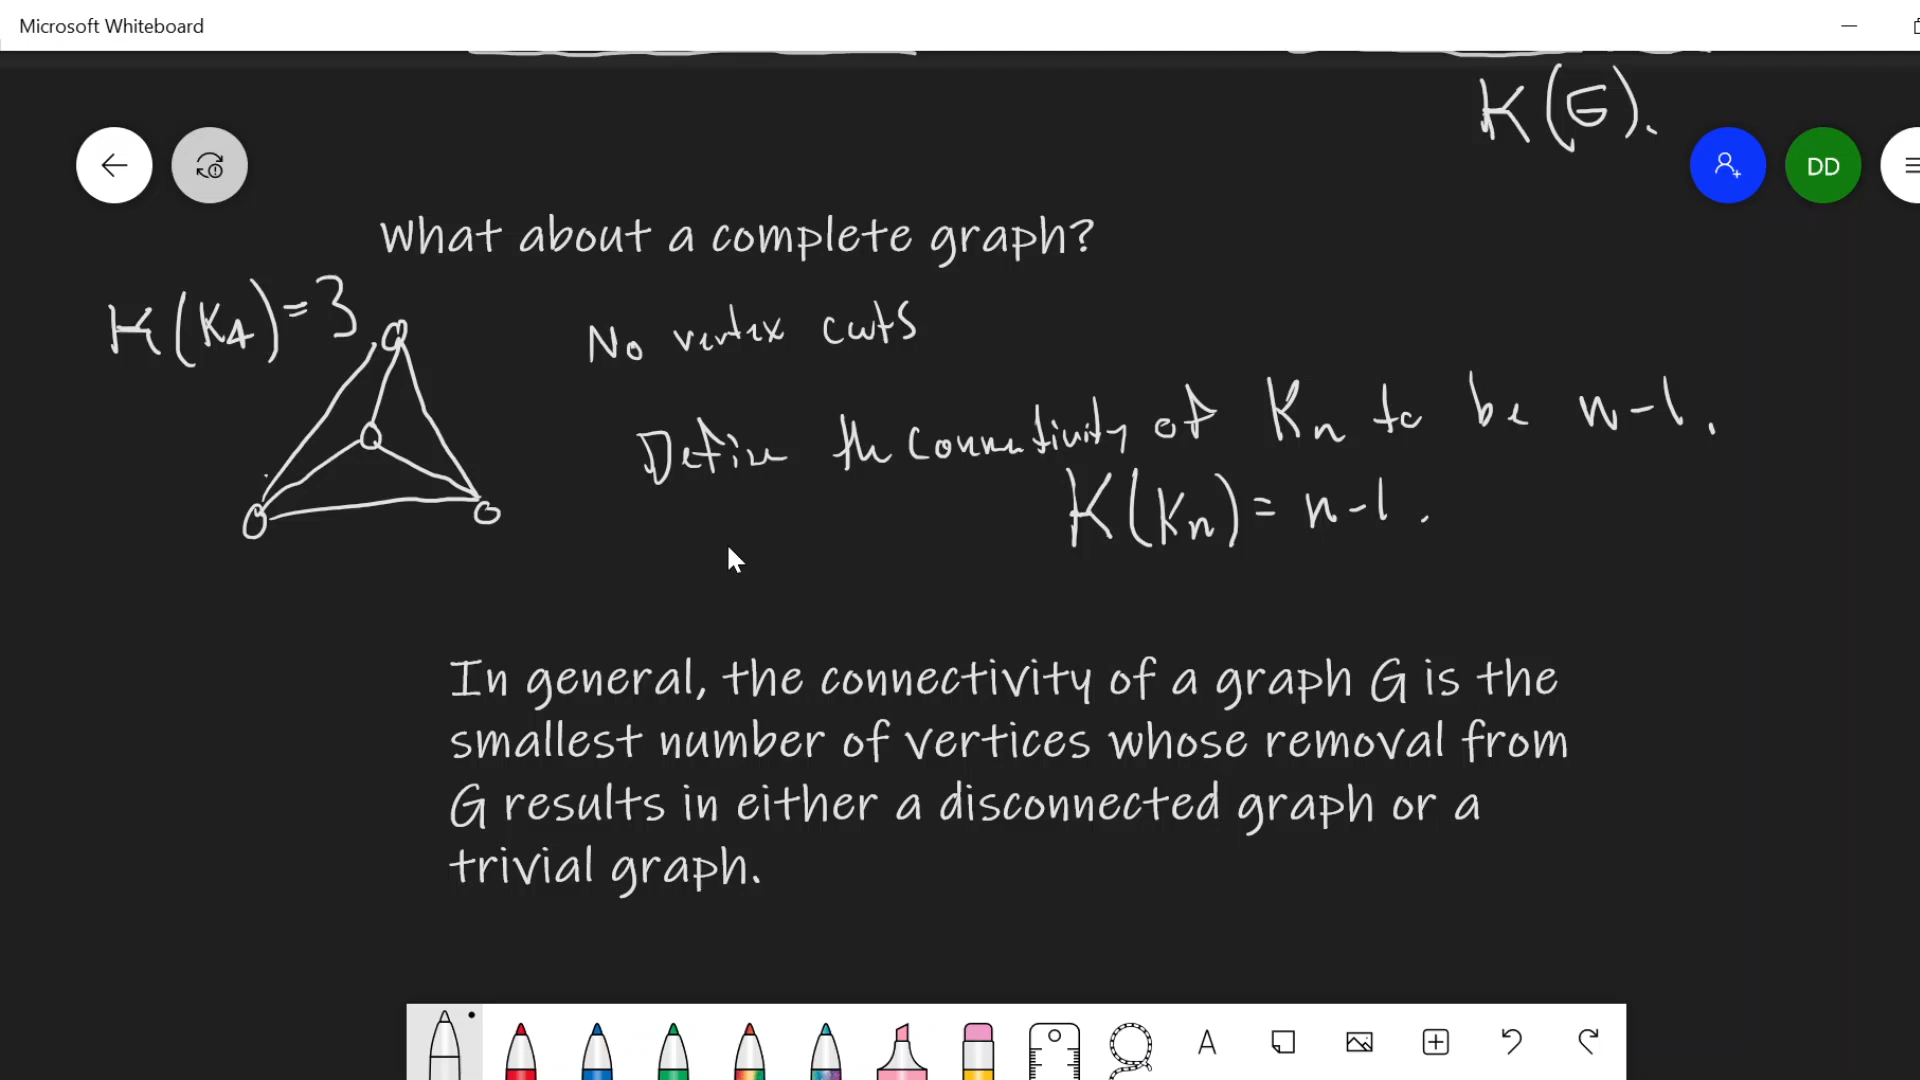 Microsoft Whiteboard
K(G).
DD
What about a complete graph?
K(K4)=3
No vertex cuts
Define the connectivity of Kn to be n-1.
K(Kn)= n-1.
In general, the connectivity of a graph G is the
smallest number of vertices whose removal from
G results in either a disconnected graph or a
trivial graph.
A